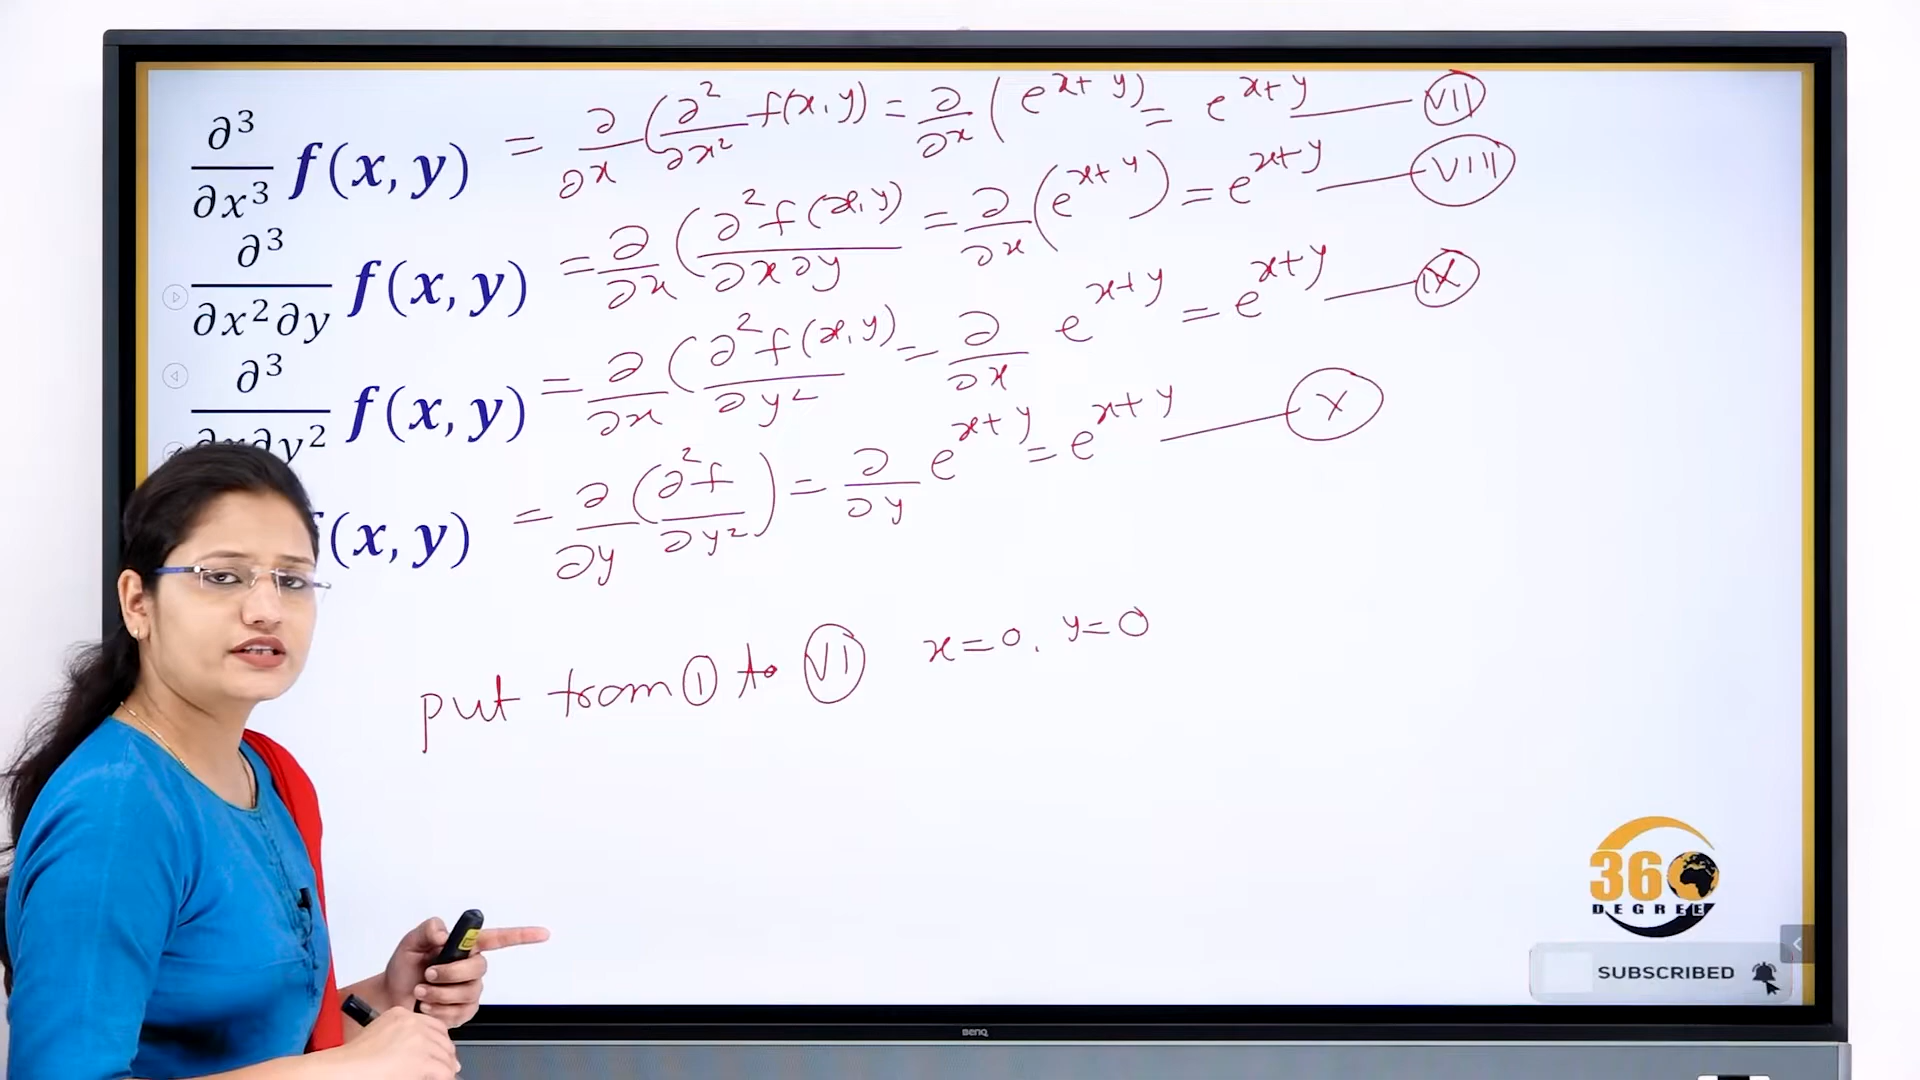 ∂³/∂x³ f(x, y) = ∂/∂x (∂²/∂x² f(x, y) = ∂/∂x (e^(x+y)) = e^(x+y) — VII
∂³/∂x²∂y f(x, y) = ∂/∂x (∂²f(x, y)/∂x∂y = ∂/∂x (e^(x+y)) = e^(x+y) — VIII
∂³/∂x∂y² f(x, y) = ∂/∂x (∂²f(x, y)/∂y² = ∂/∂x e^(x+y) = e^(x+y) — IX
f(x, y) = ∂/∂y (∂²f/∂y²) = ∂/∂y e^(x+y) = e^(x+y) — X
put from I to VI x=0, y=0
360
DEGREE
SUBSCRIBED
BenQ